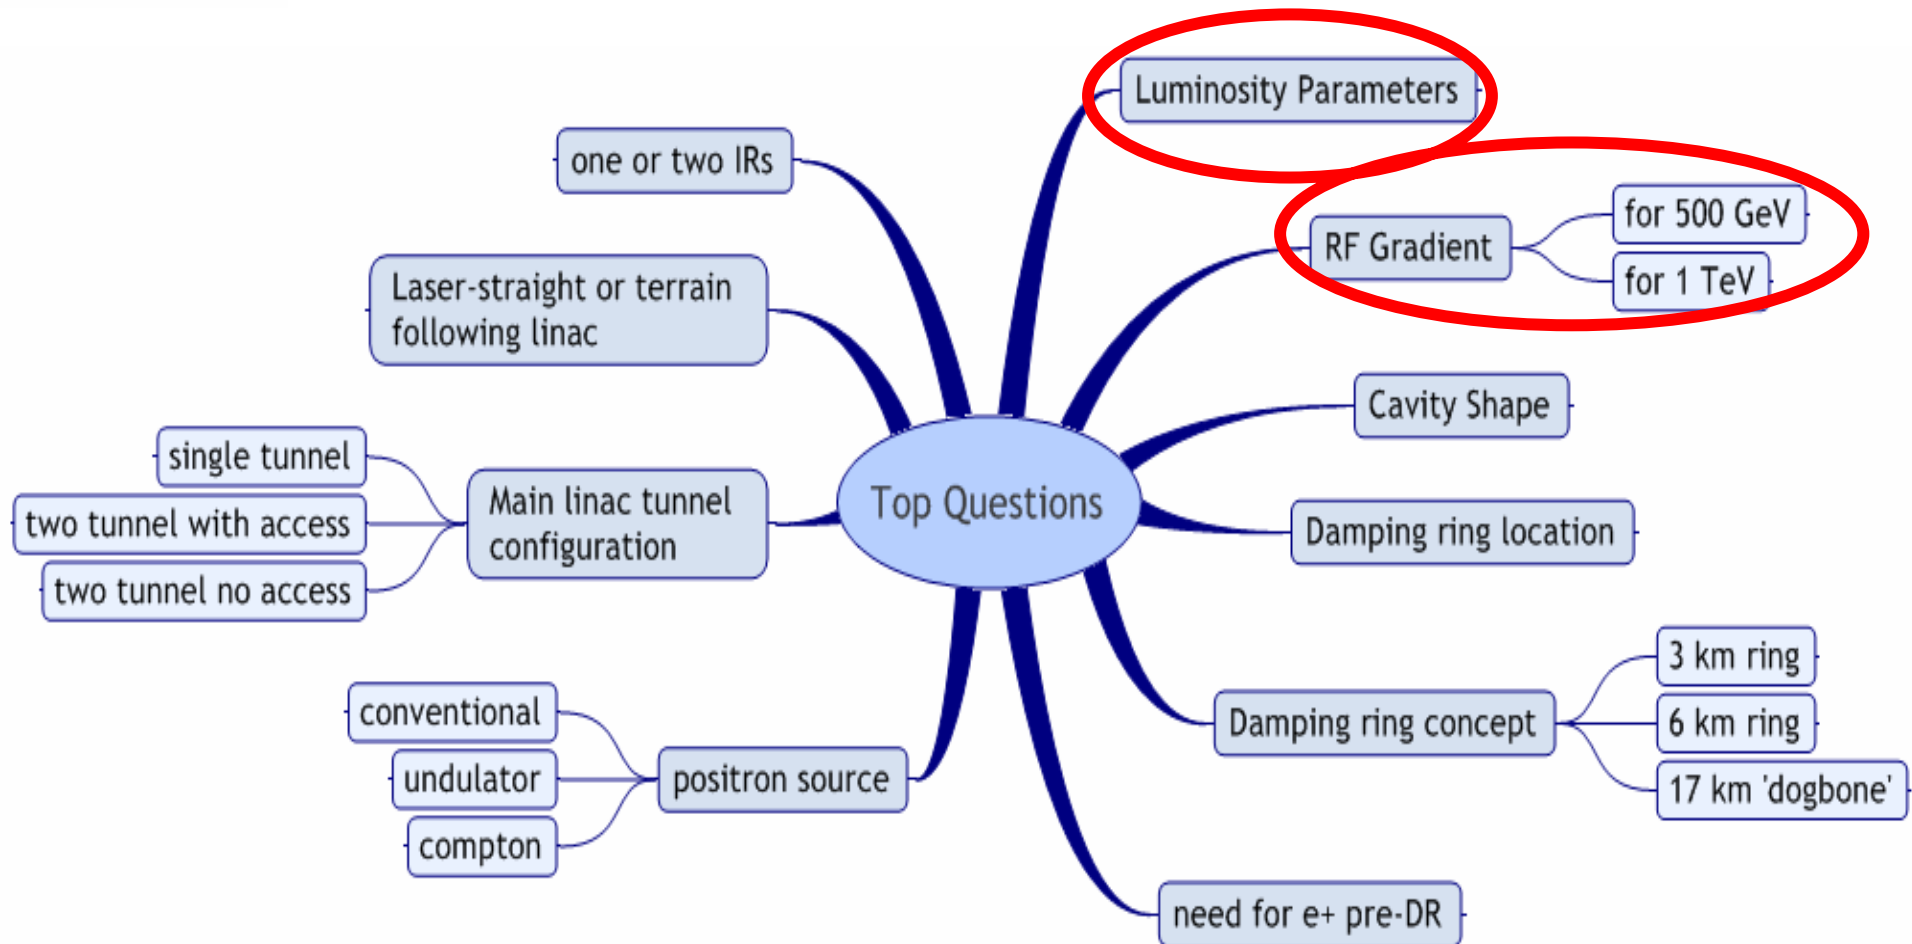 Luminosity Parameters
one or two IRs
for 500 GeV
RF Gradient
for 1 TeV
Laser-straight or terrain
following linac
Cavity Shape
single tunnel
two tunnel with access
two tunnel no access
Main linac tunnel
configuration
Top Questions
Damping ring location
3 km ring
Damping ring concept
6 km ring
17 km 'dogbone'
conventional
undulator
compton
positron source
need for e+ pre-DR